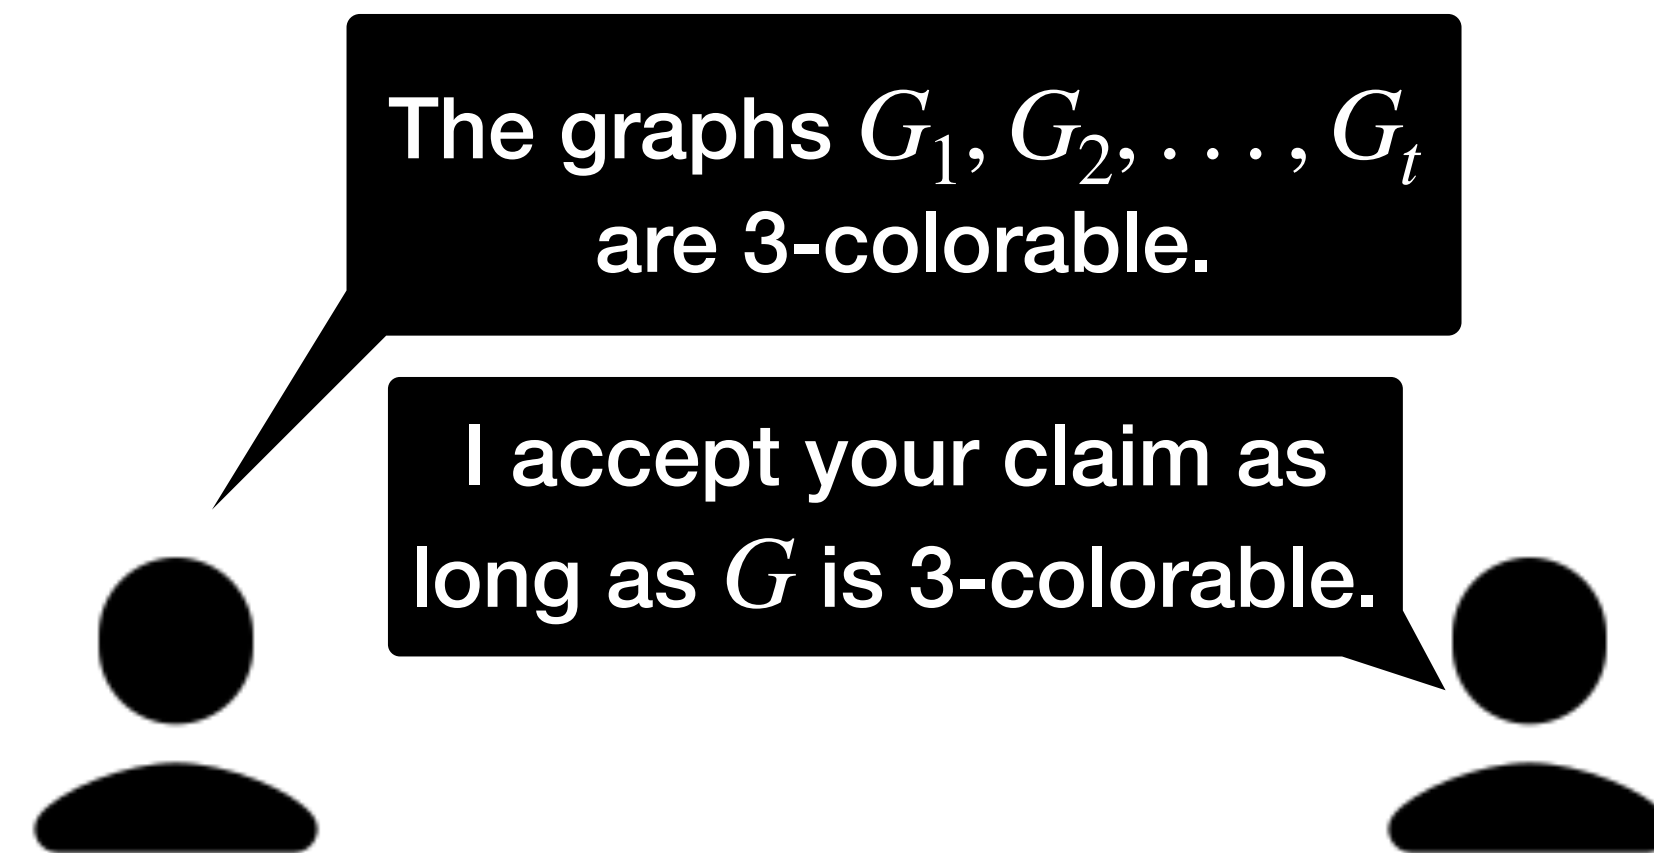 The graphs G₁, G₂, . . . , Gₜ
are 3-colorable.
I accept your claim as
long as G is 3-colorable.